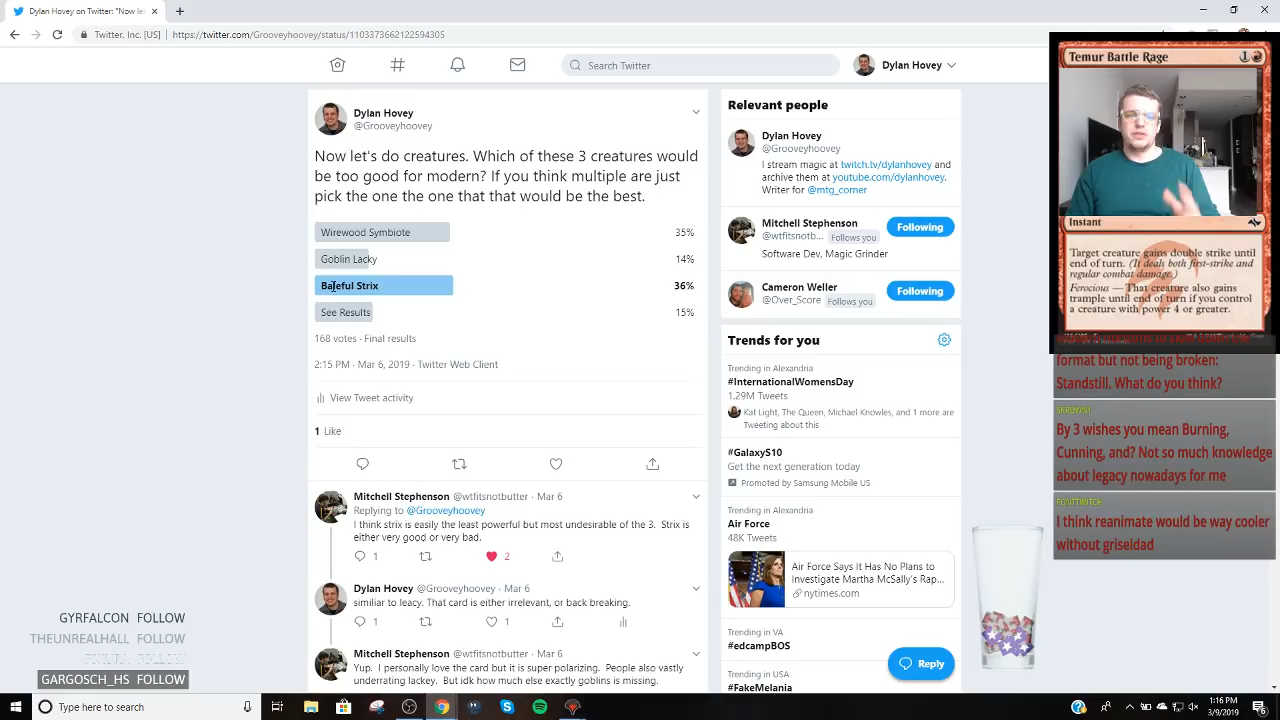 Dylan Hovey on Twitter: "Now let's
Twitter, Inc. [US] | https://twitter.com/Grooveyhoovey/status/1103373662122594305
Search Twitter
Dylan Hovey
Dylan Hovey
@Grooveyhoovey
Now let's do creatures. Which of these 3 creatures would
be too good for modern? If you think multiple are just
pick the one the one that that would be the best.
Wirewood Symbiote
35%
Goblin Lacky
14%
Baleful Strix
36%
See Results
15%
168 votes · Final results
2:15 PM · Mar 6, 2019 · Twitter Web Client
View Tweet activity
1 Like
Mitchell Stephenson @wtfitsnotbutter · Mar 6
Replying to @Grooveyhoovey
I think strix is easily the least powerful but most undesirable of the 3. Strix is
either very good or very bad.
1
2
Dylan Hovey @Grooveyhoovey · Mar 6
similiar to leacy. That card is either irrelevant, or back breaking.
1
1
Mitchell Stephenson @wtfitsnotbutter · Mar 6
Yup. I personally love the card but it is super polarizing. People also vastly
underrating lackey. But idk how much else exactly goblins is missing.
Relevant people
Dylan Hovey
@Grooveyhoovey
I stream magic at twitch.tv/dylanhovey and
archive them at youtube.com/dylanhovey.
Writer for @mtg_corner
Mitchell Stephenson
@wtfitsnotb... Follows you
Following
Software Dev, Magic Grinder
Cameron Weller
@Over_Score Follows you
Following
Trends for you
Trending in Alexandria
#InternationalWomensDay
1.29M Tweets
Kat Light, The Queen, Michael Knowles, and 1 more are
Tweeting about this
#GalaxyS10
Get the next generation today
Promoted by Samsung Mobile US
Trending in Alexandria
Air Force
48K Tweets
Air Force Says It Has No Plans to
Investigate Martha McSally's Rap...
nytimes.com
Trending in VA
#edcampBOS
Trending in USA
#FakeMelania
Reply
Temur Battle Rage
1
Instant
Target creature gains double strike until
end of turn. (It deals both first-strike and
regular combat damage.)
Ferocious — That creature also gains
trample until end of turn if you control
a creature with power 4 or greater.
format but not being broken:
Standstill. What do you think?
By 3 wishes you mean Burning,
Cunning, and? Not so much knowledge
about legacy nowadays for me
FONTTWITCH
I think reanimate would be way cooler
without griseldad
GYRFALCON FOLLOW
THEUNREALHALL FOLLOW
FOLLOW
GARGOSCH_HS FOLLOW
Type here to search
1:16 PM
3/9/2019
6